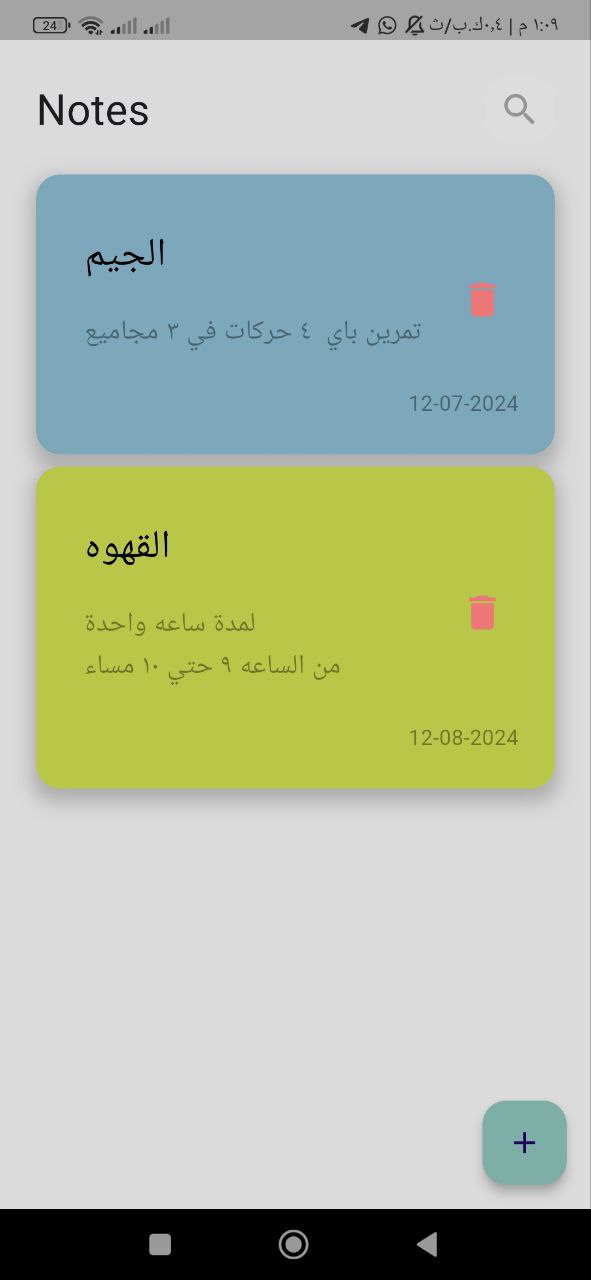 24
١:٠٩ م | ٠٫٤ك.ب/ث
Notes
الجيم
تمرين باي  ٤ حركات في ٣ مجاميع
12-07-2024
القهوه
لمدة ساعه واحدة
من الساعه ٩ حتي ١٠ مساء
12-08-2024